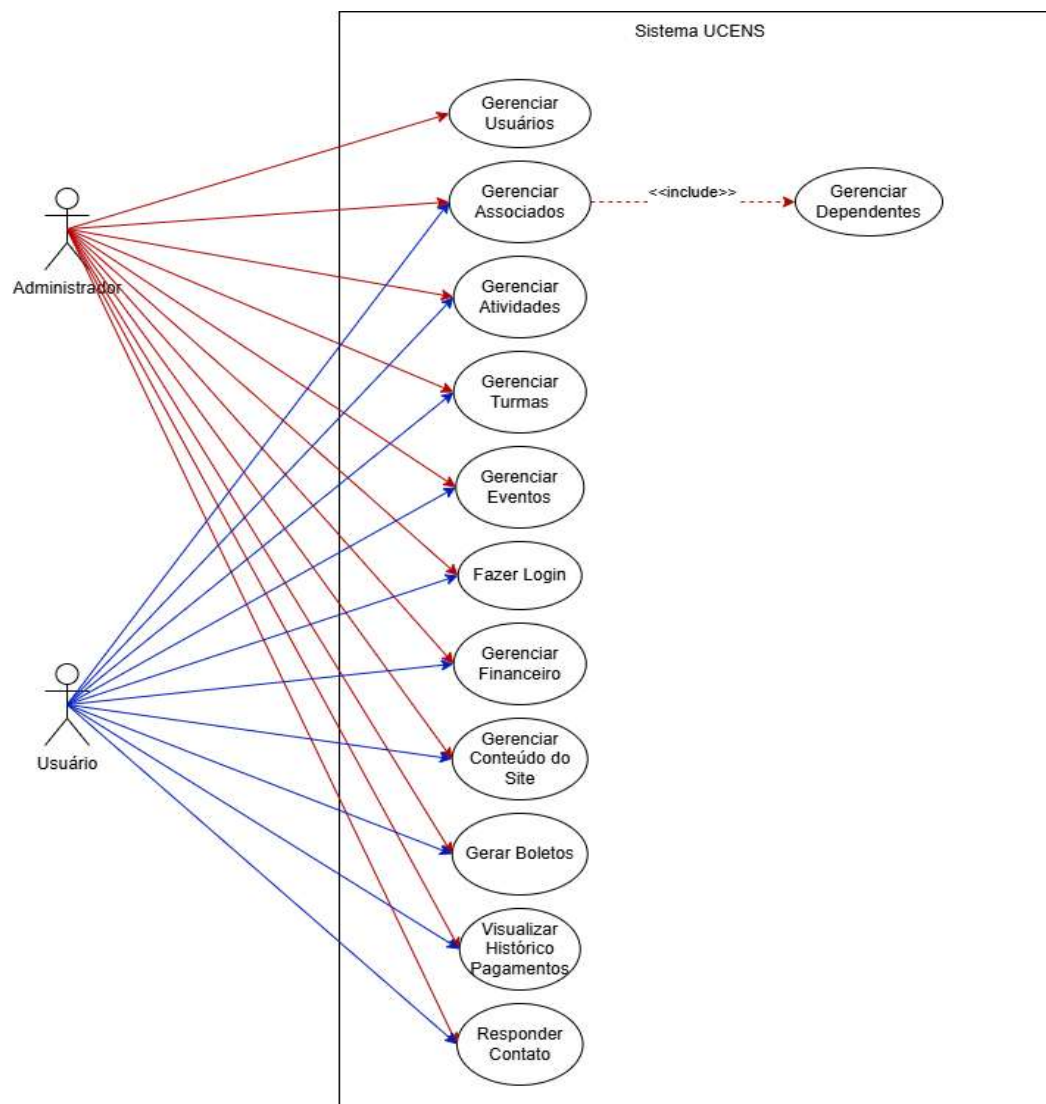 Sistema UCENS
Gerenciar
Usuários
Administrador
Gerenciar
Associados
<<include>>
Gerenciar
Dependentes
Gerenciar
Atividades
Gerenciar
Turmas
Gerenciar
Eventos
Fazer Login
Usuário
Gerenciar
Financeiro
Gerenciar
Conteúdo do
Site
Gerar Boletos
Visualizar
Histórico
Pagamentos
Responder
Contato